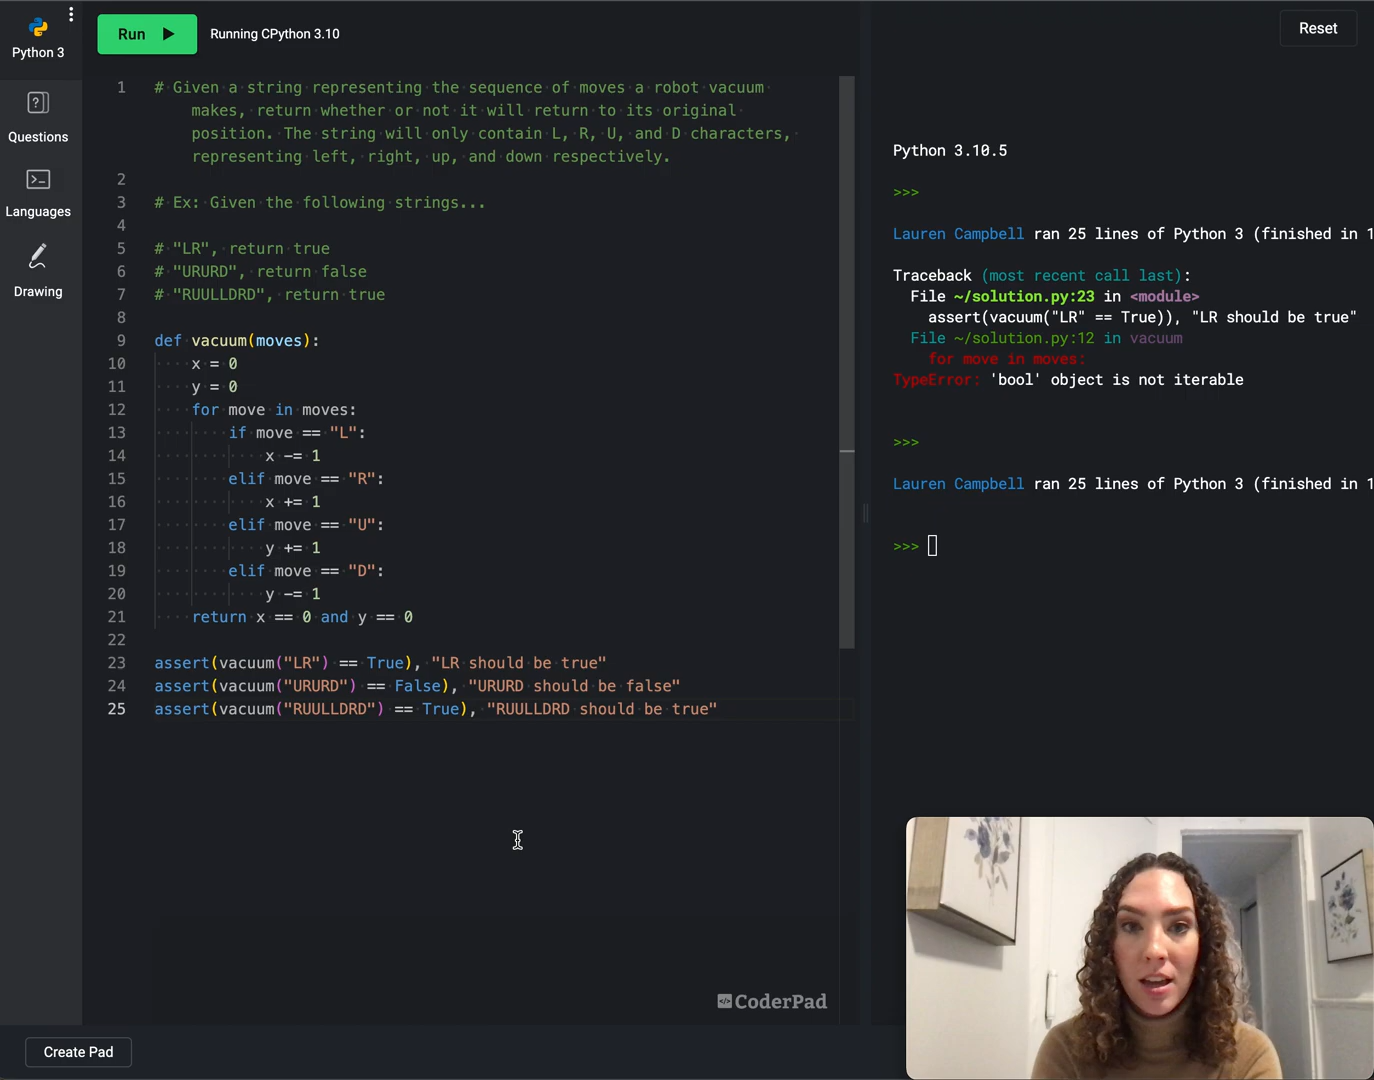 Python 3
Run
Running CPython 3.10
Reset
Questions
Languages
Drawing
1 # Given a string representing the sequence of moves a robot vacuum
makes, return whether or not it will return to its original
position. The string will only contain L, R, U, and D characters,
representing left, right, up, and down respectively.
2
3 # Ex: Given the following strings...
4
5 # "LR", return true
6 # "URURD", return false
7 # "RUULLDRD", return true
8
9 def vacuum(moves):
10 x = 0
11 y = 0
12 for move in moves:
13 if move == "L":
14 x -= 1
15 elif move == "R":
16 x += 1
17 elif move == "U":
18 y += 1
19 elif move == "D":
20 y -= 1
21 return x == 0 and y == 0
22
23 assert(vacuum("LR") == True), "LR should be true"
24 assert(vacuum("URURD") == False), "URURD should be false"
25 assert(vacuum("RUULLDRD") == True), "RUULLDRD should be true"
CoderPad
Create Pad
Python 3.10.5
>>>
Lauren Campbell ran 25 lines of Python 3 (finished in 1
Traceback (most recent call last):
File ~/solution.py:23 in <module>
assert(vacuum("LR" == True)), "LR should be true"
File ~/solution.py:12 in vacuum
for move in moves:
TypeError: 'bool' object is not iterable
>>>
Lauren Campbell ran 25 lines of Python 3 (finished in 1
>>>